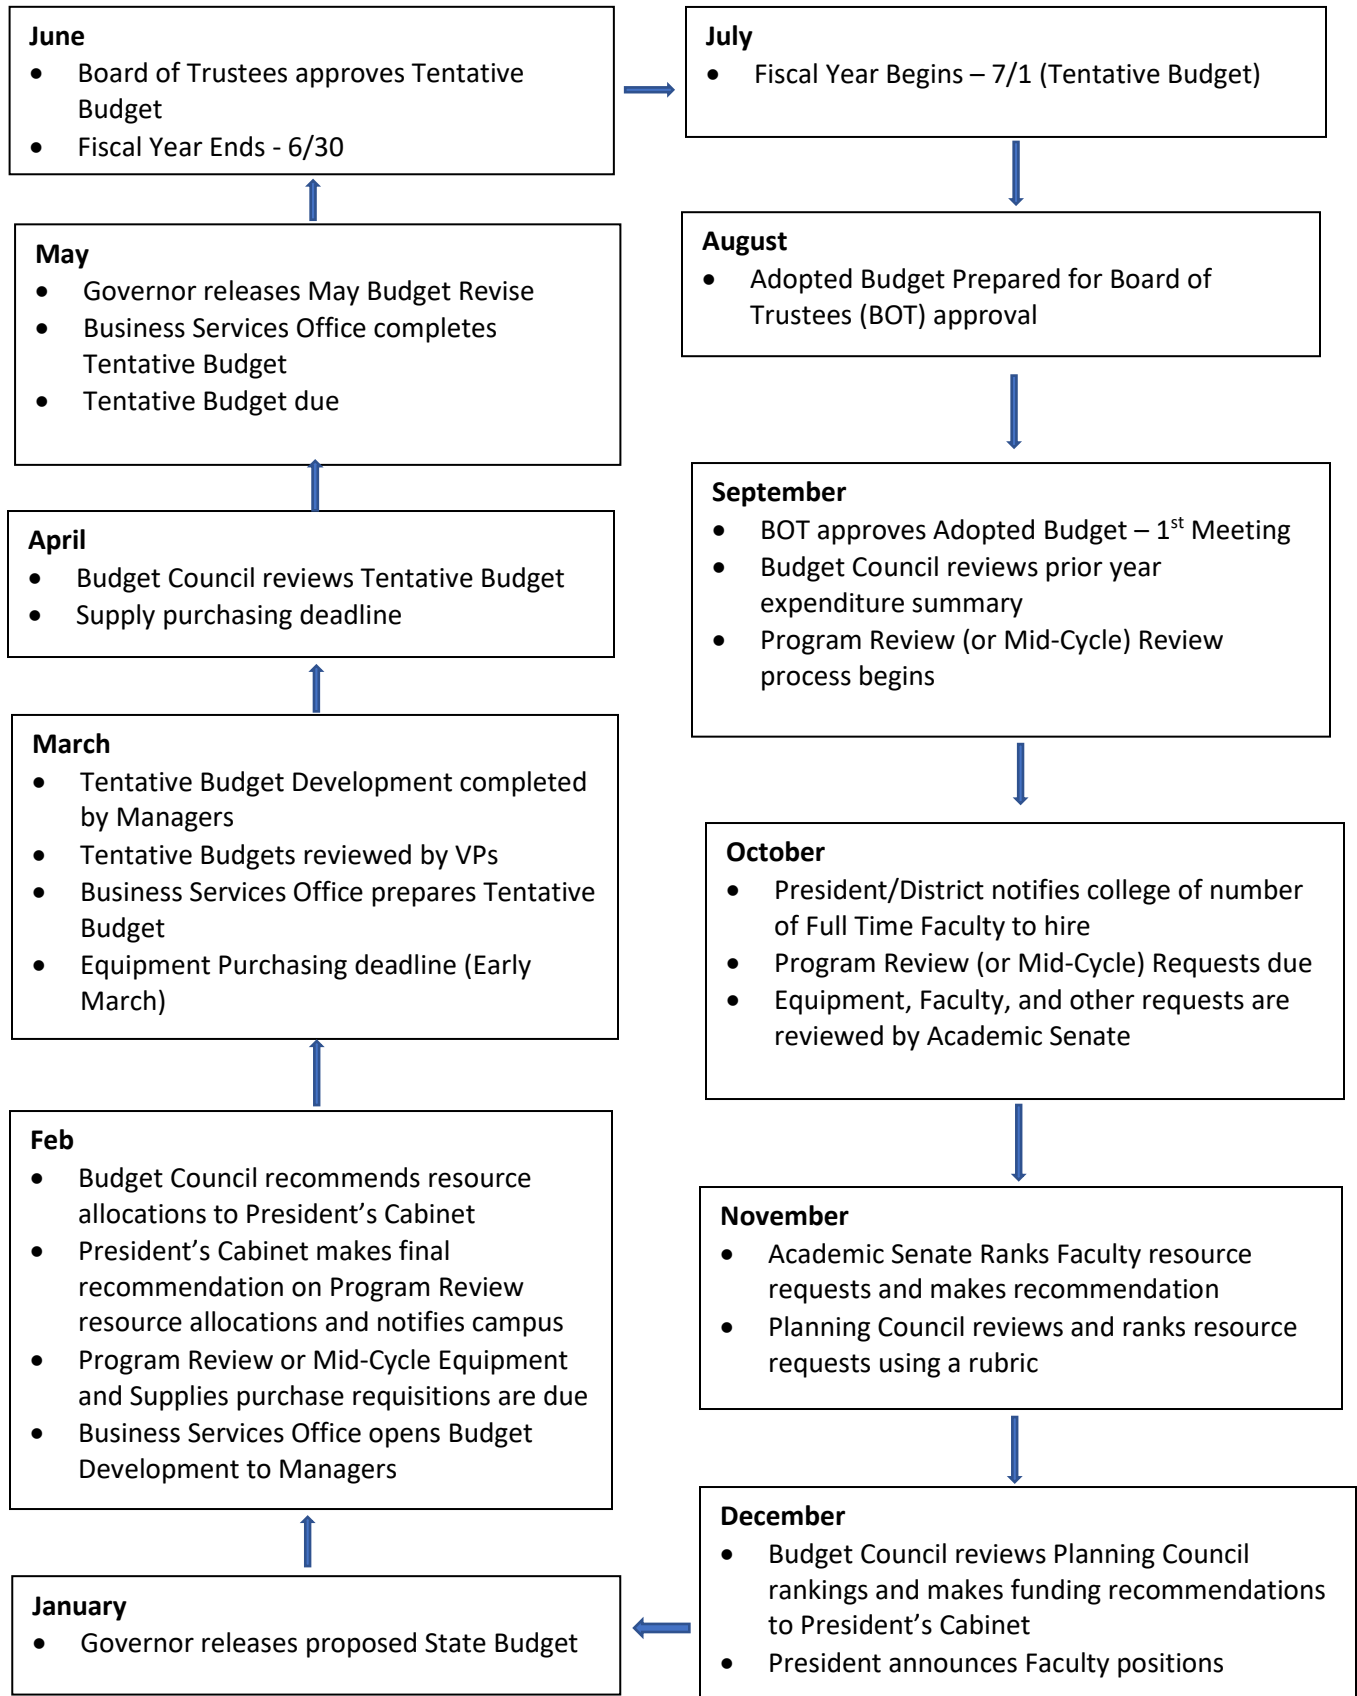 June
• Board of Trustees approves Tentative
Budget
• Fiscal Year Ends - 6/30
July
• Fiscal Year Begins – 7/1 (Tentative Budget)
August
• Adopted Budget Prepared for Board of
Trustees (BOT) approval
September
• BOT approves Adopted Budget – 1st Meeting
• Budget Council reviews prior year
expenditure summary
• Program Review (or Mid-Cycle) Review
process begins
October
• President/District notifies college of number
of Full Time Faculty to hire
• Program Review (or Mid-Cycle) Requests due
• Equipment, Faculty, and other requests are
reviewed by Academic Senate
November
• Academic Senate Ranks Faculty resource
requests and makes recommendation
• Planning Council reviews and ranks resource
requests using a rubric
December
• Budget Council reviews Planning Council
rankings and makes funding recommendations
to President’s Cabinet
• President announces Faculty positions
January
• Governor releases proposed State Budget
Feb
• Budget Council recommends resource
allocations to President’s Cabinet
• President’s Cabinet makes final
recommendation on Program Review
resource allocations and notifies campus
• Program Review or Mid-Cycle Equipment
and Supplies purchase requisitions are due
• Business Services Office opens Budget
Development to Managers
March
• Tentative Budget Development completed
by Managers
• Tentative Budgets reviewed by VPs
• Business Services Office prepares Tentative
Budget
• Equipment Purchasing deadline (Early
March)
April
• Budget Council reviews Tentative Budget
• Supply purchasing deadline
May
• Governor releases May Budget Revise
• Business Services Office completes
Tentative Budget
• Tentative Budget due